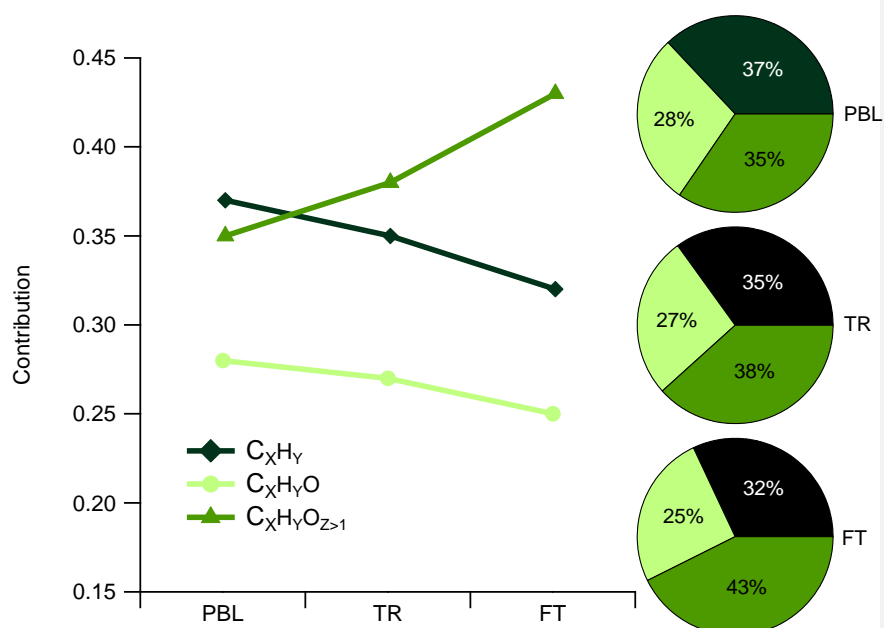 0.45
0.40
0.35
0.30
0.25
0.20
0.15
Contribution
PBL
TR
FT
CXHY
CXHYO
CXHYOZ>1
37%
28%
35%
PBL
35%
27%
38%
TR
32%
25%
43%
FT